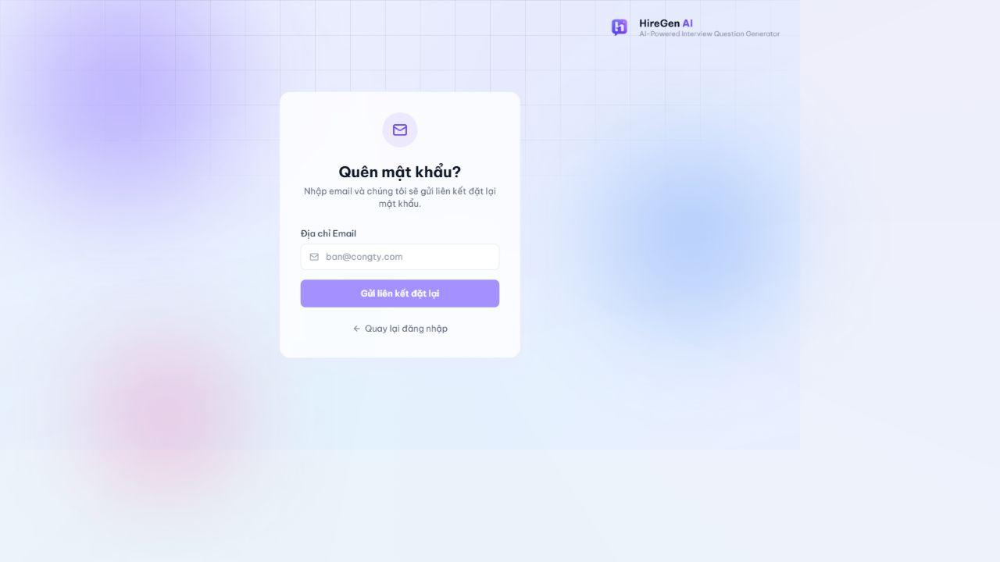 HireGen AI
AI-Powered Interview Question Generator
Quên mật khẩu?
Nhập email và chúng tôi sẽ gửi liên kết đặt lại
mật khẩu.
Địa chỉ Email
ban@congty.com
Gửi liên kết đặt lại
← Quay lại đăng nhập